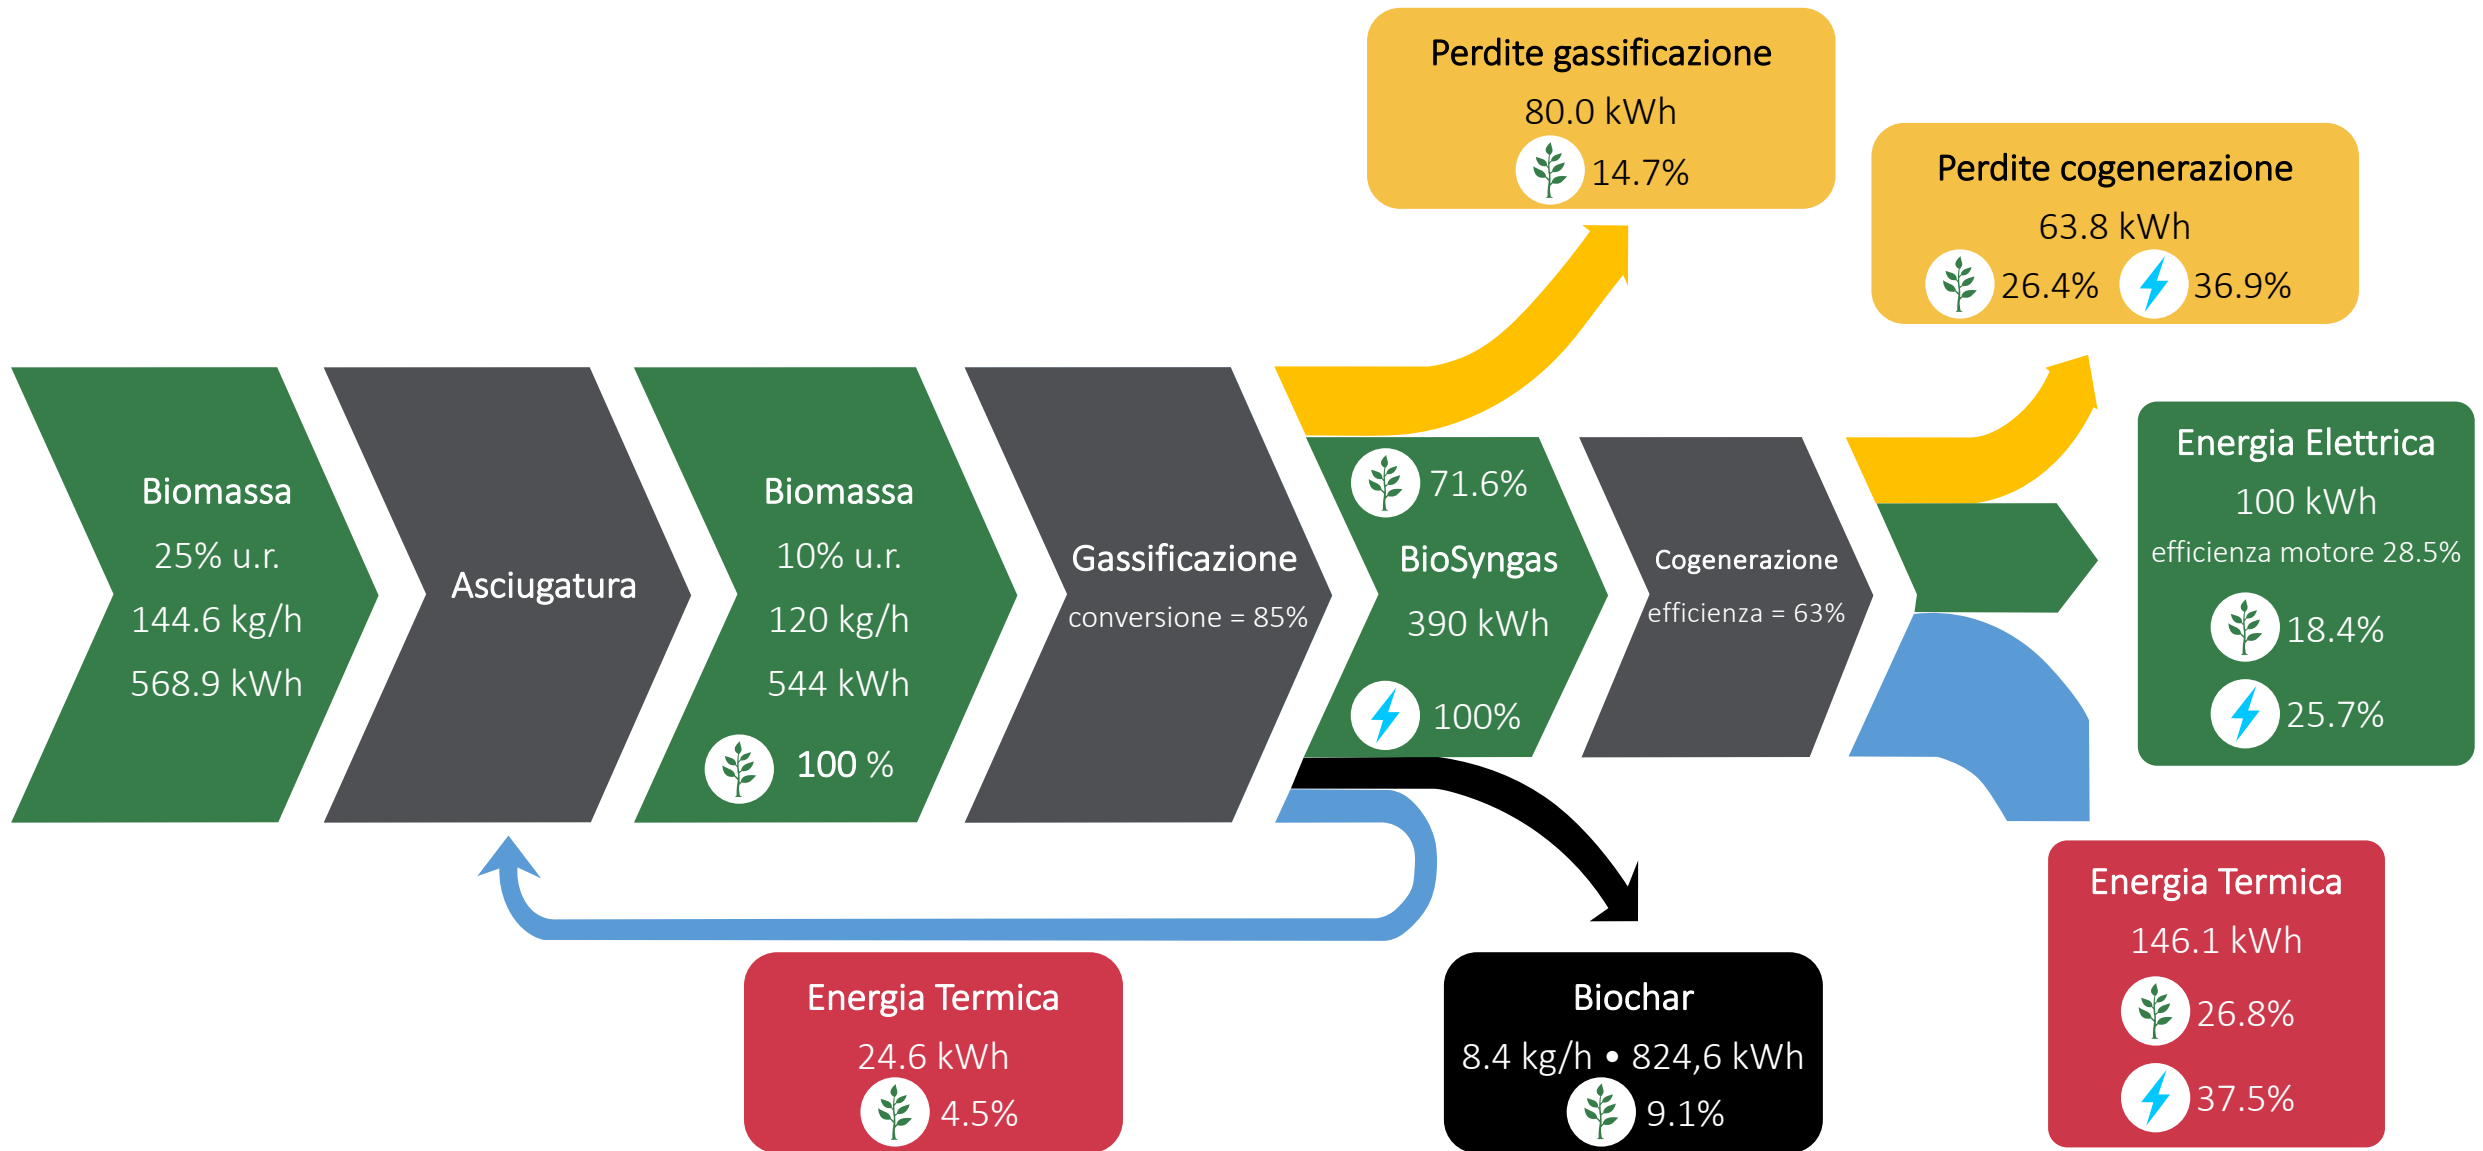 Perdite gassificazione
80.0 kWh
14.7%
Perdite cogenerazione
63.8 kWh
26.4% 36.9%
Biomassa
25% u.r.
144.6 kg/h
568.9 kWh
Asciugatura
Biomassa
10% u.r.
120 kg/h
544 kWh
100 %
Gassificazione
conversione = 85%
71.6%
BioSyngas
390 kWh
100%
Cogenerazione
efficienza = 63%
Energia Elettrica
100 kWh
efficienza motore 28.5%
18.4%
25.7%
Energia Termica
146.1 kWh
26.8%
37.5%
Energia Termica
24.6 kWh
4.5%
Biochar
8.4 kg/h • 824,6 kWh
9.1%